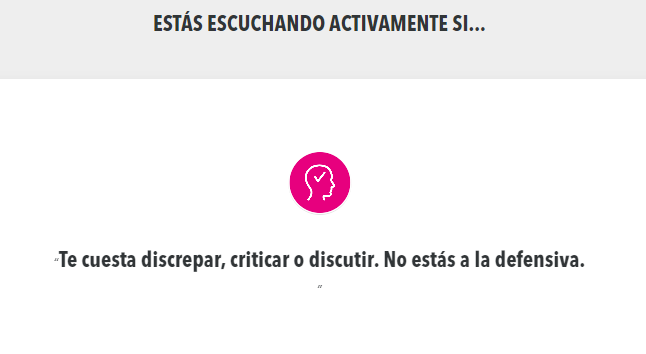 ESTÁS ESCUCHANDO ACTIVAMENTE SI...
“Te cuesta discrepar, criticar o discutir. No estás a la defensiva.
”